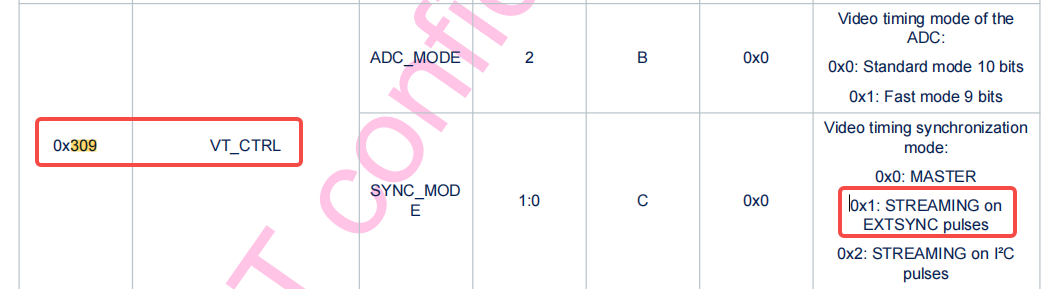 0x309
VT_CTRL
ADC_MODE
2
B
0x0
Video timing mode of the
ADC:
0x0: Standard mode 10 bits
0x1: Fast mode 9 bits
SYNC_MOD
E
1:0
C
0x0
Video timing synchronization
mode:
0x0: MASTER
0x1: STREAMING on
EXTSYNC pulses
0x2: STREAMING on I²C
pulses